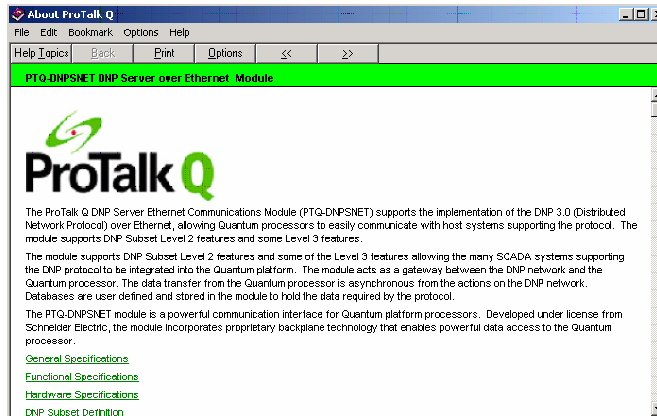 About ProTalk Q
File Edit Bookmark Options Help
Help Topics Back Print Options << >>
PTQ-DNPSNET DNP Server over Ethernet Module
ProTalk Q
The ProTalk Q DNP Server Ethernet Communications Module (PTQ-DNPSNET) supports the implementation of the DNP 3.0 (Distributed
Network Protocol) over Ethernet, allowing Quantum processors to easily communicate with host systems supporting the protocol. The
module supports DNP Subset Level 2 features and some Level 3 features.
The module supports DNP Subset Level 2 features and some of the Level 3 features allowing the many SCADA systems supporting
the DNP protocol to be integrated into the Quantum platform. The module acts as a gateway between the DNP network and the
Quantum processor. The data transfer from the Quantum processor is asynchronous from the actions on the DNP network.
Databases are user defined and stored in the module to hold the data required by the protocol.
The PTQ-DNPSNET module is a powerful communication interface for Quantum platform processors. Developed under license from
Schneider Electric, the module incorporates proprietary backplane technology that enables powerful data access to the Quantum
processor.
General Specifications
Functional Specifications
Hardware Specifications
DNP Subset Definition